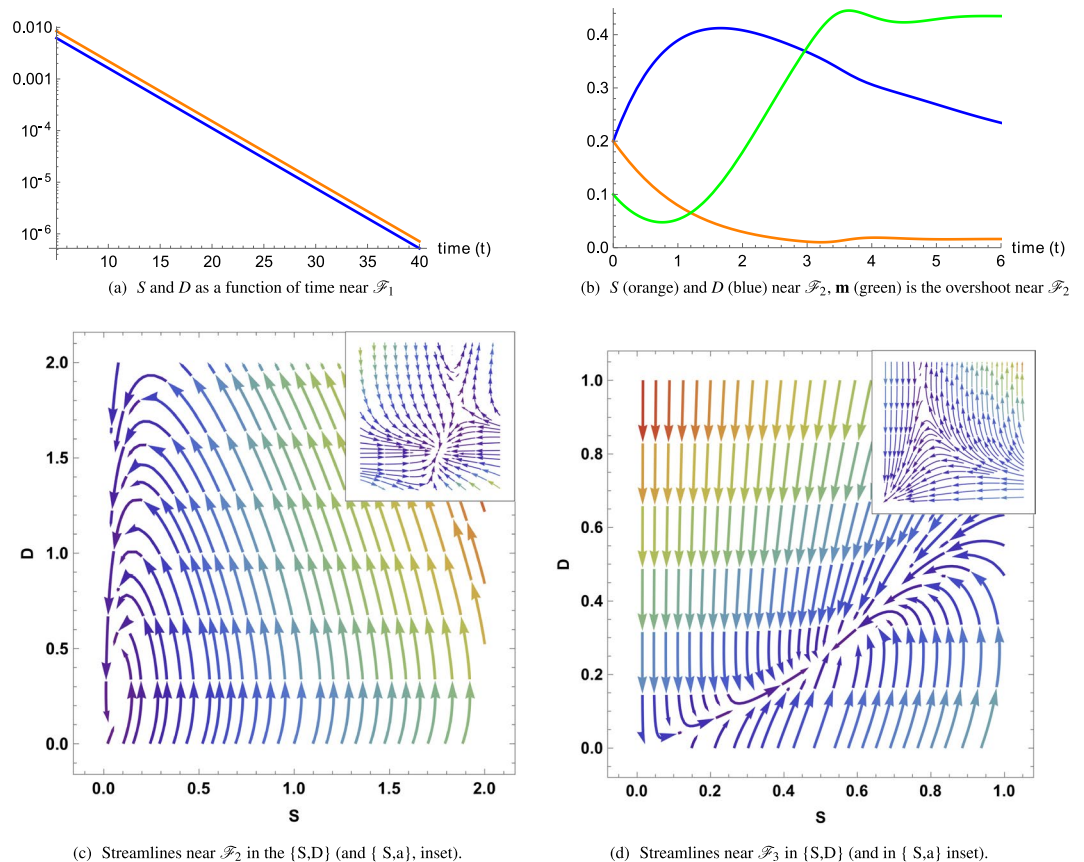 0.010
0.001
10⁻⁴
10⁻⁵
10⁻⁶
10 15 20 25 30 35 40 time (t)
(a) S and D as a function of time near ℱ₁
0.4
0.3
0.2
0.1
0.0
0 1 2 3 4 5 6 time (t)
(b) S (orange) and D (blue) near ℱ₂, m (green) is the overshoot near ℱ₂
2.0
1.5
1.0
0.5
0.0
D
0.0 0.5 1.0 1.5 2.0
S
(c) Streamlines near ℱ₂ in the {S,D} (and { S,a}, inset).
1.0
0.8
0.6
0.4
0.2
0.0
D
0.0 0.2 0.4 0.6 0.8 1.0
S
(d) Streamlines near ℱ₃ in {S,D} (and in { S,a} inset).